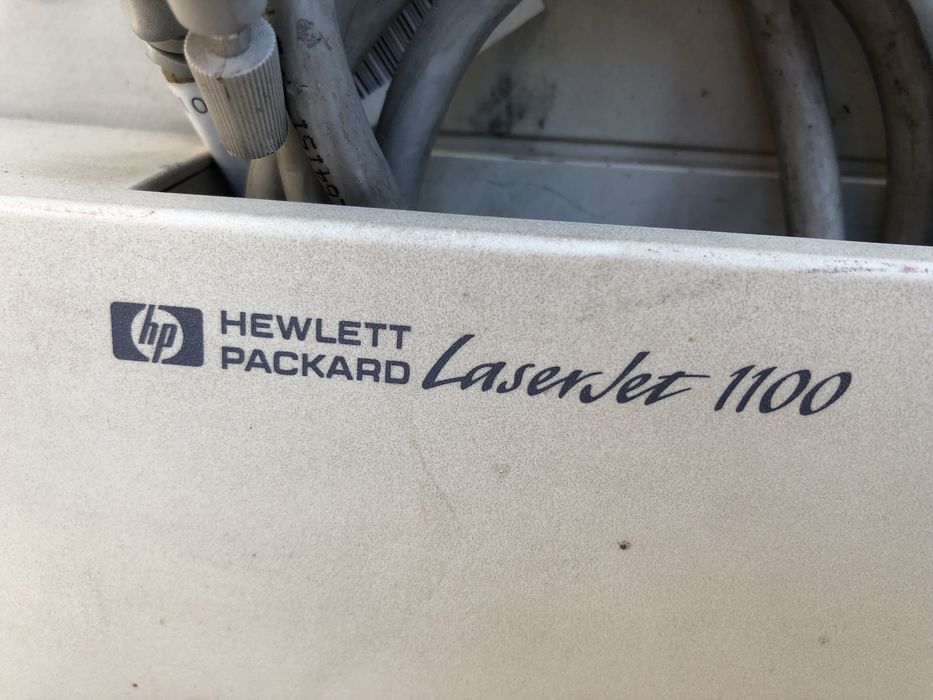 hp HEWLETT
PACKARD LaserJet 1100